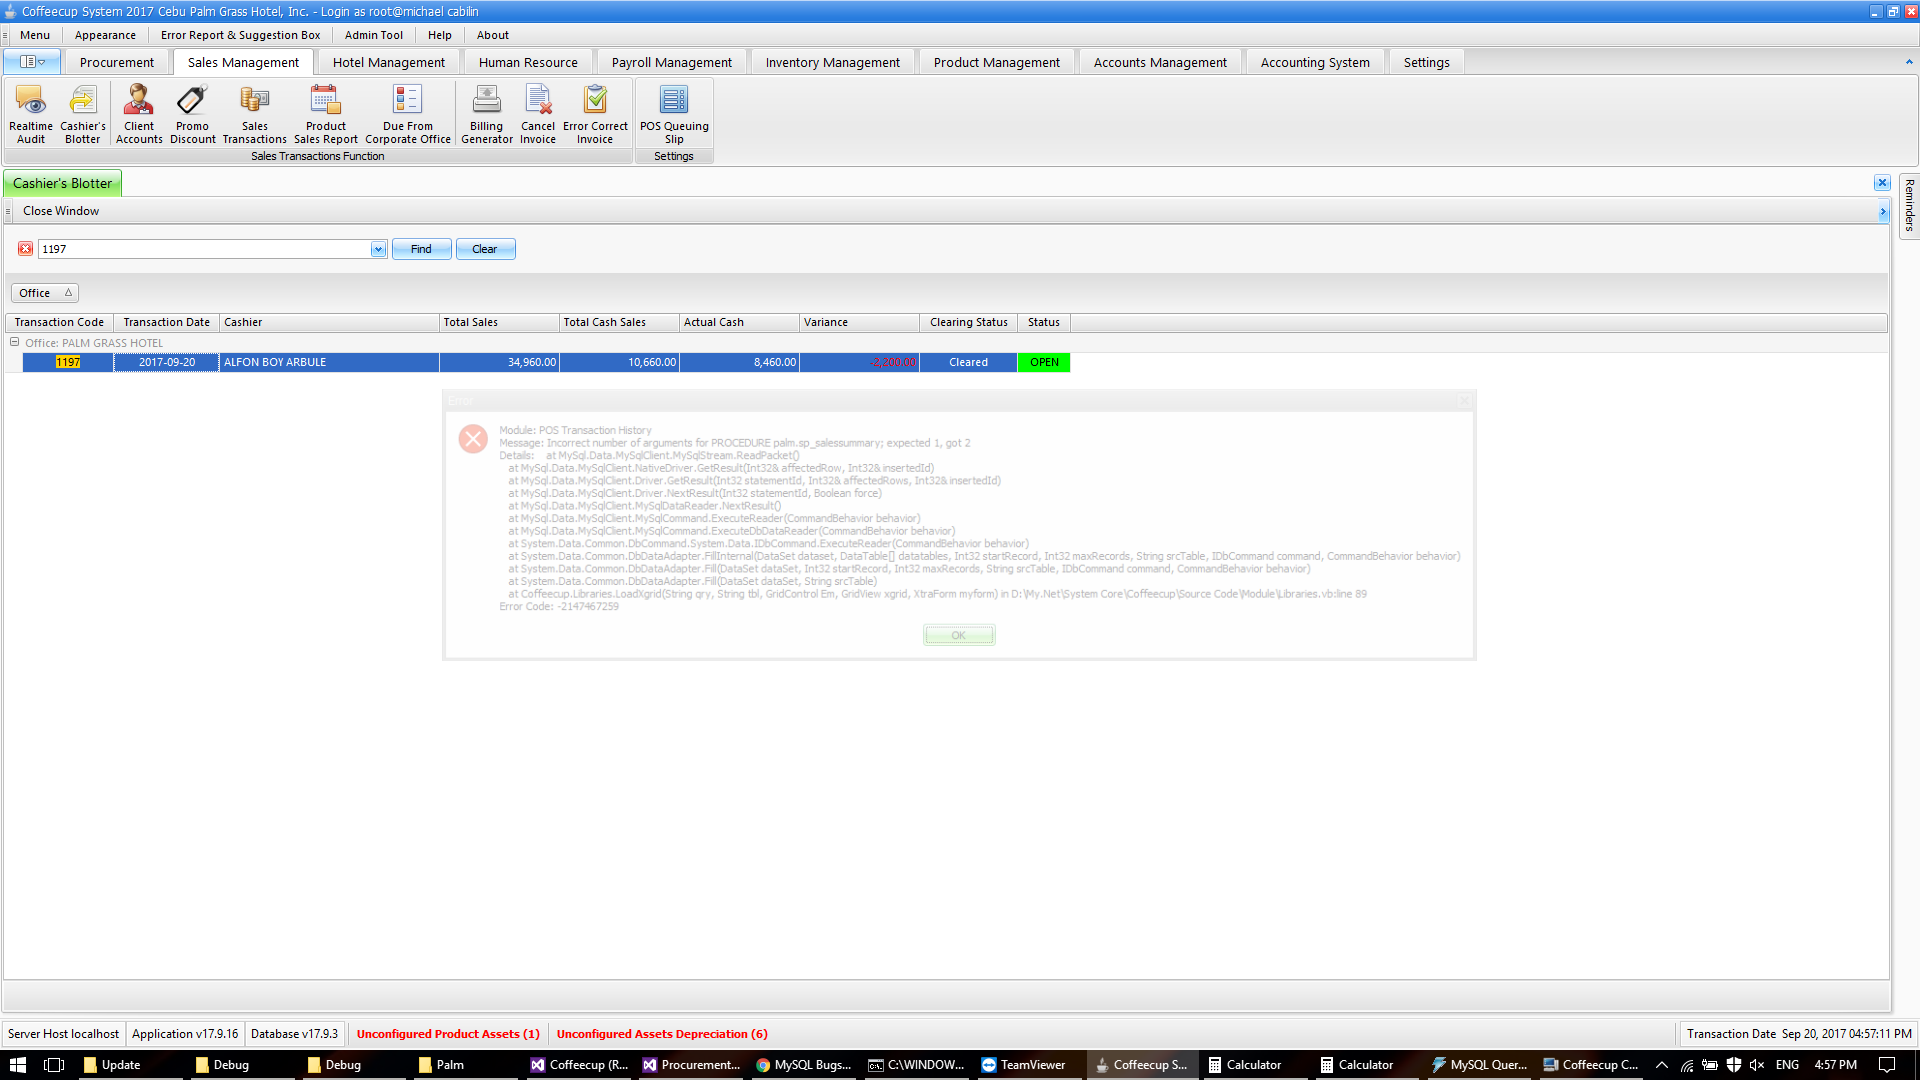 Coffeecup System 2017 Cebu Palm Grass Hotel, Inc. - Login as root@michael cabilin
Menu Appearance Error Report & Suggestion Box Admin Tool Help About
Procurement Sales Management Hotel Management Human Resource Payroll Management Inventory Management Product Management Accounts Management Accounting System Settings
Realtime Audit
Cashier's Blotter
Client Accounts
Promo Discount
Sales Transactions
Product Sales Report
Due From Corporate Office
Billing Generator
Cancel Invoice
Error Correct Invoice
POS Queuing Slip
Sales Transactions Function Settings
Cashier's Blotter
Reminders
Close Window
1197 Find Clear
Office
Transaction Code Transaction Date Cashier Total Sales Total Cash Sales Actual Cash Variance Clearing Status Status
Office: PALM GRASS HOTEL
1197 2017-09-20 ALFON BOY ARBULE 34,960.00 10,660.00 8,460.00 -2,200.00 Cleared OPEN
Error
Module: POS Transaction History
Message: Incorrect number of arguments for PROCEDURE palm.sp_salessummary; expected 1, got 2
Details: at MySql.Data.MySqlClient.MySqlStream.ReadPacket()
at MySql.Data.MySqlClient.NativeDriver.GetResult(Int32& affectedRow, Int32& insertedId)
at MySql.Data.MySqlClient.Driver.GetResult(Int32 statementId, Int32& affectedRows, Int32& insertedId)
at MySql.Data.MySqlClient.Driver.NextResult(Int32 statementId, Boolean force)
at MySql.Data.MySqlClient.MySqlDataReader.NextResult()
at MySql.Data.MySqlClient.MySqlCommand.ExecuteReader(CommandBehavior behavior)
at MySql.Data.MySqlClient.MySqlCommand.ExecuteDbDataReader(CommandBehavior behavior)
at System.Data.Common.DbCommand.System.Data.IDbCommand.ExecuteReader(CommandBehavior behavior)
at System.Data.Common.DbDataAdapter.FillInternal(DataSet dataset, DataTable[] datatables, Int32 startRecord, Int32 maxRecords, String srcTable, IDbCommand command, CommandBehavior behavior)
at System.Data.Common.DbDataAdapter.Fill(DataSet dataSet, Int32 startRecord, Int32 maxRecords, String srcTable, IDbCommand command, CommandBehavior behavior)
at System.Data.Common.DbDataAdapter.Fill(DataSet dataSet, String srcTable)
at Coffeecup.Libraries.LoadXgrid(String qry, String tbl, GridControl Em, GridView xgrid, XtraForm myform) in D:\My.Net\System Core\Coffeecup\Source Code\Module\Libraries.vb:line 89
Error Code: -2147467259
OK
Server Host localhost Application v17.9.16 Database v17.9.3 Unconfigured Product Assets (1) Unconfigured Assets Depreciation (6) Transaction Date Sep 20, 2017 04:57:11 PM
Update Debug Debug Palm Coffeecup (R... Procurement... MySQL Bugs... C:\WINDOW... TeamViewer Coffeecup S... Calculator Calculator MySQL Quer... Coffeecup C... ENG 4:57 PM